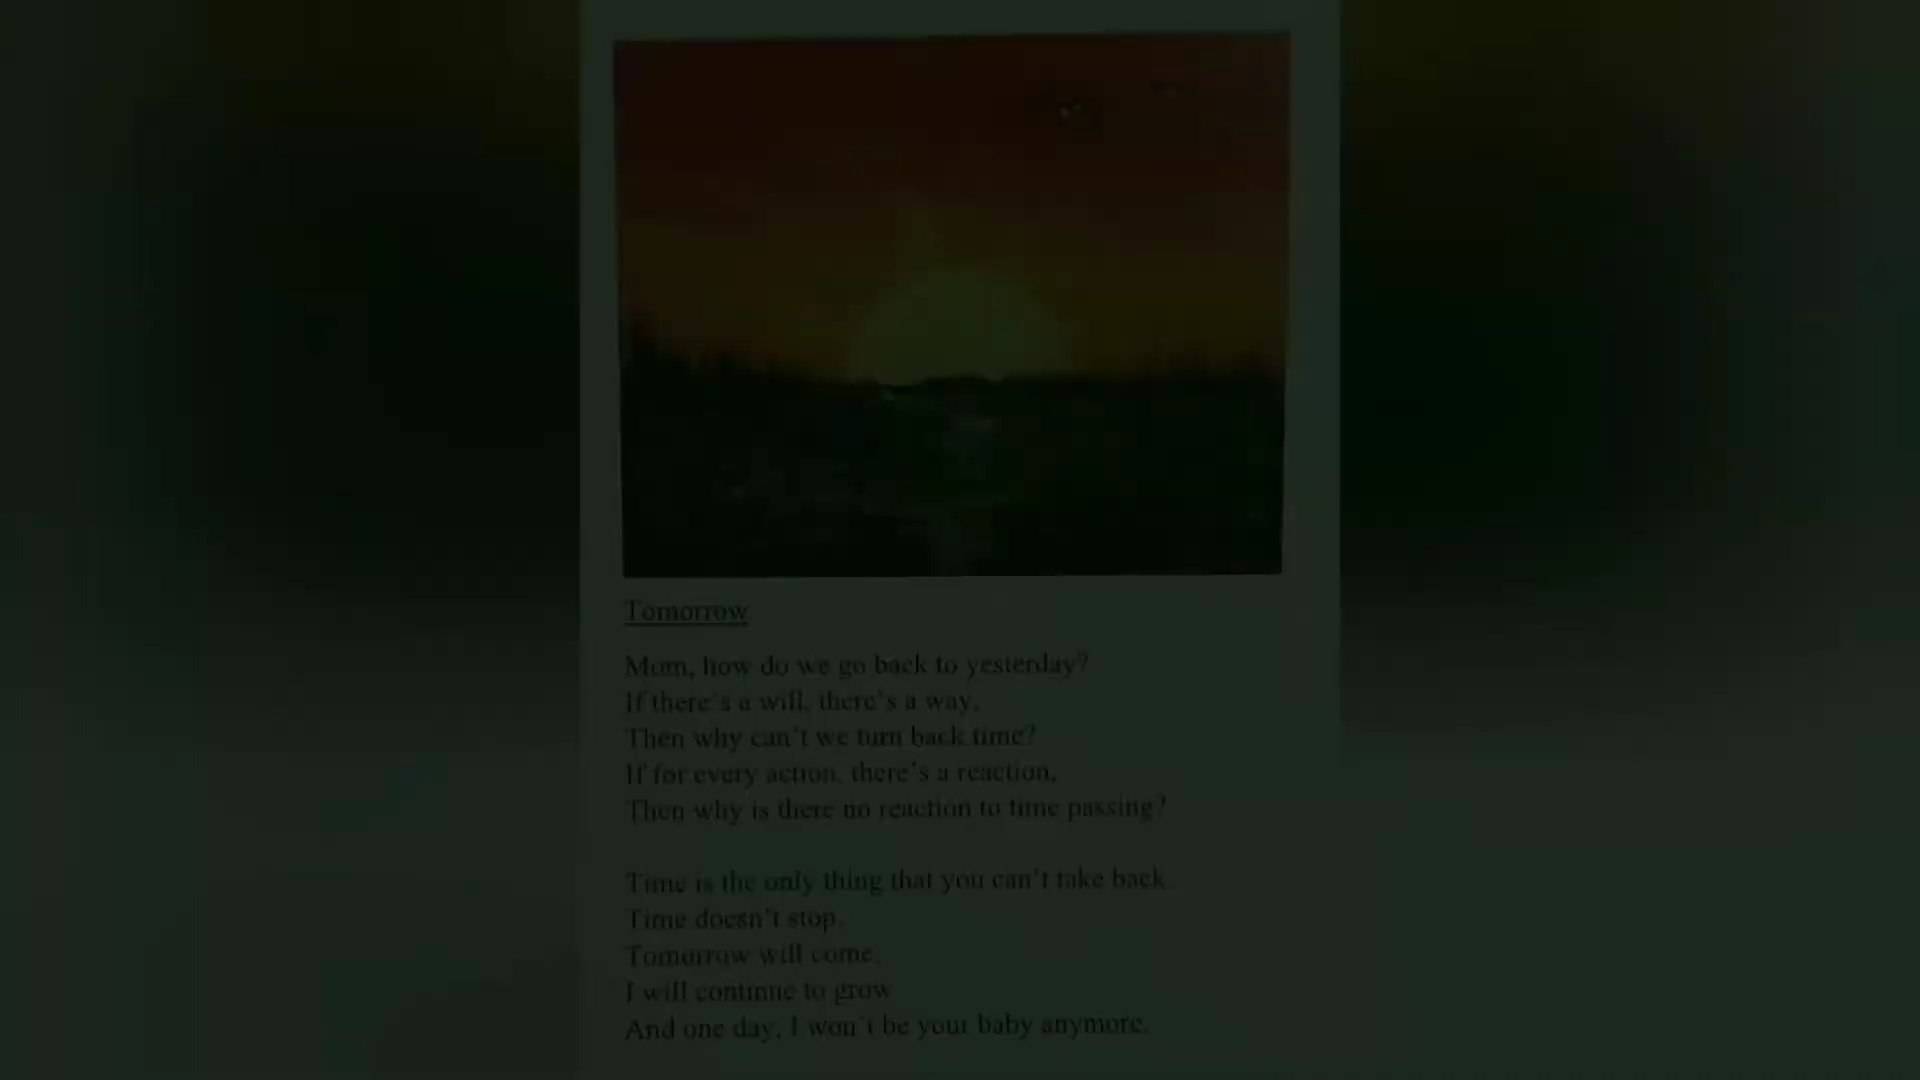 Tomorrow
Mom, how do we go back to yesterday?
If there's a will, there's a way,
Then why can't we turn back time?
If for every action, there's a reaction,
Then why is there no reaction to time passing?
Time is the only thing that you can't take back.
Time doesn't stop.
Tomorrow will come,
I will continue to grow
And one day, I won't be your baby anymore.